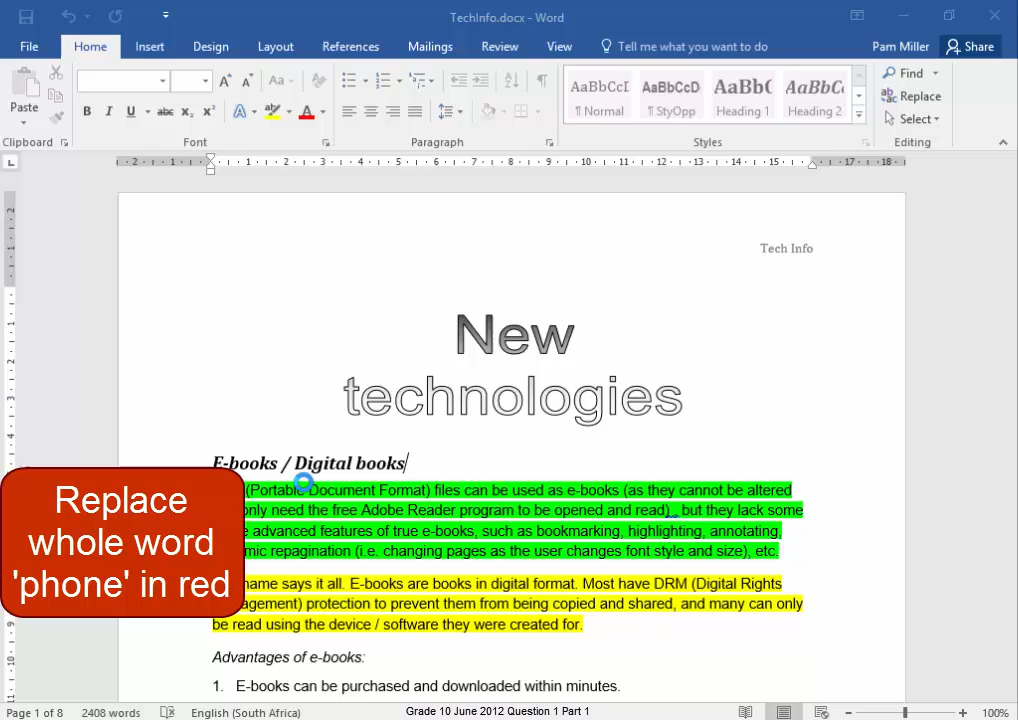 TechInfo.docx - Word
File Home Insert Design Layout References Mailings Review View Tell me what you want to do Pam Miller Share
Paste
Clipboard
Aa
B I U abc X₂ X² A A
Font
Paragraph
AaBbCcI AaBbCcD AaBbC AaBbC
¶ Normal ¶ StyOpp Heading 1 Heading 2
Styles
Find
Replace
Select
Editing
Tech Info
New
technologies
E-books / Digital books
(Portable Document Format) files can be used as e-books (as they cannot be altered
only need the free Adobe Reader program to be opened and read), but they lack some
advanced features of true e-books, such as bookmarking, highlighting, annotating,
mic repagination (i.e. changing pages as the user changes font style and size), etc.
name says it all. E-books are books in digital format. Most have DRM (Digital Rights
agement) protection to prevent them from being copied and shared, and many can only
be read using the device / software they were created for.
Advantages of e-books:
1. E-books can be purchased and downloaded within minutes.
Replace
whole word
'phone' in red
Page 1 of 8 2408 words English (South Africa) Grade 10 June 2012 Question 1 Part 1 100%